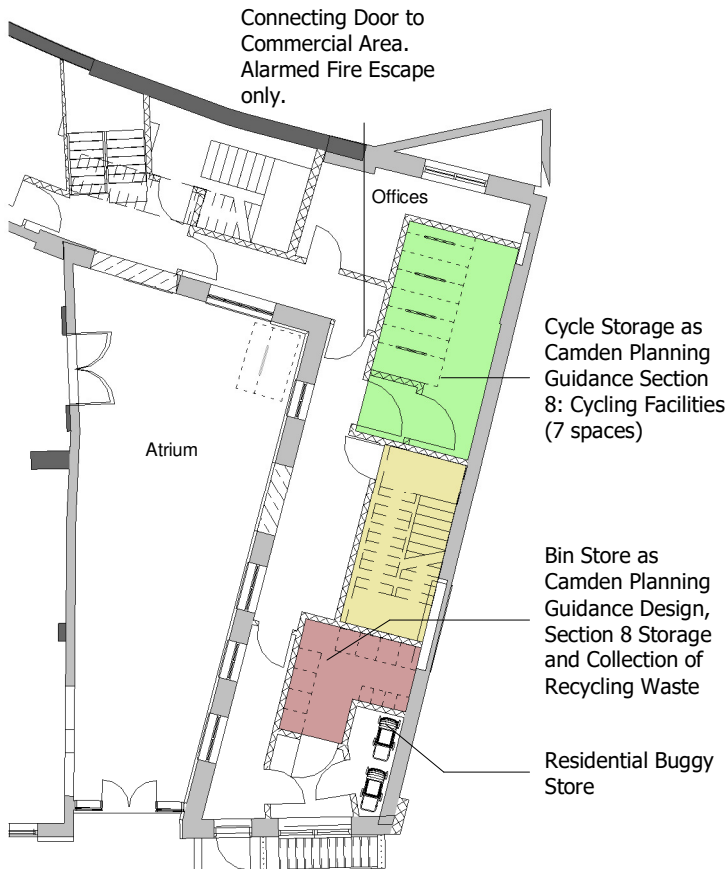 Connecting Door to
Commercial Area.
Alarmed Fire Escape
only.
Offices
Cycle Storage as
Camden Planning
Guidance Section
8: Cycling Facilities
(7 spaces)
Atrium
Bin Store as
Camden Planning
Guidance Design,
Section 8 Storage
and Collection of
Recycling Waste
Residential Buggy
Store